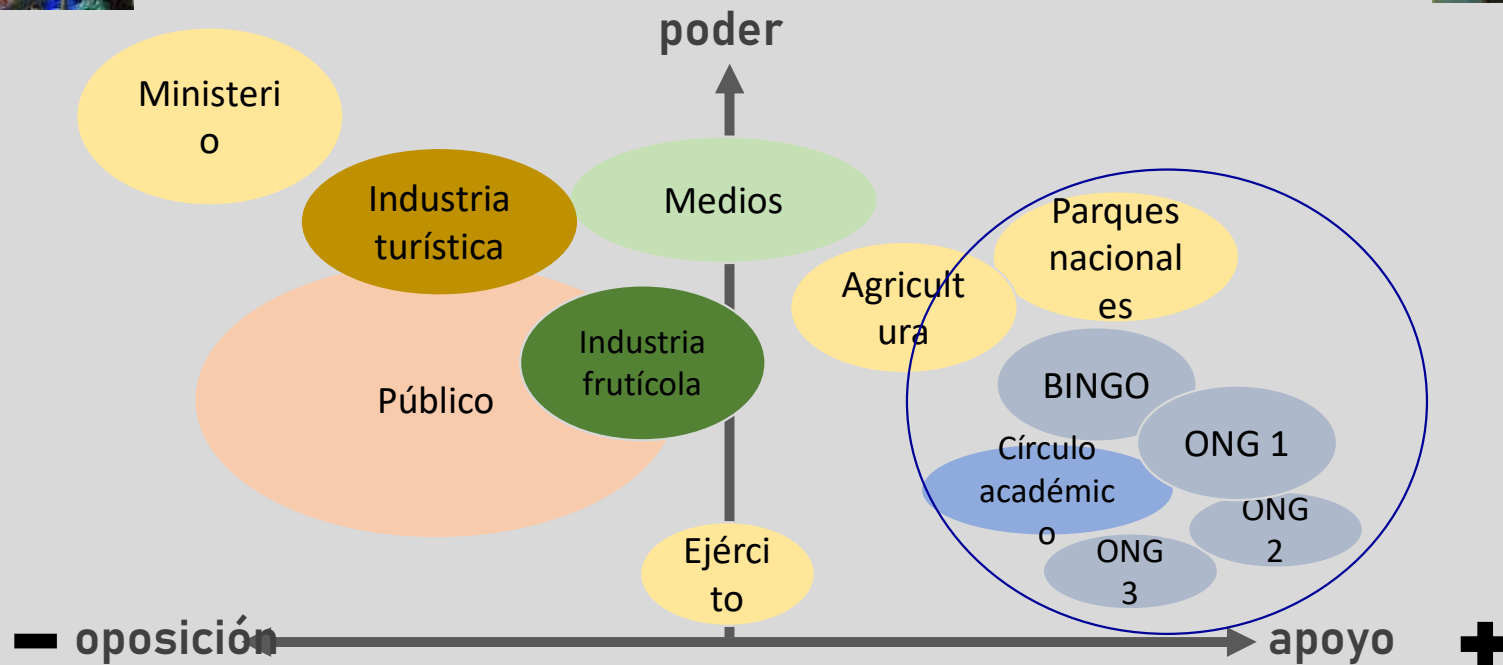 poder
Ministeri
o
Industria
turística
Medios
Parques
nacional
es
Agricult
ura
Industria
frutícola
Público
BINGO
ONG 1
Círculo
académic
o
ONG
2
ONG
3
Ejérci
to
– oposición
apoyo +